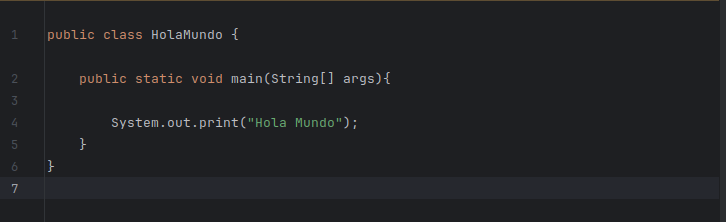 1 public class HolaMundo {
2     public static void main(String[] args){
3
4         System.out.print("Hola Mundo");
5     }
6 }
7